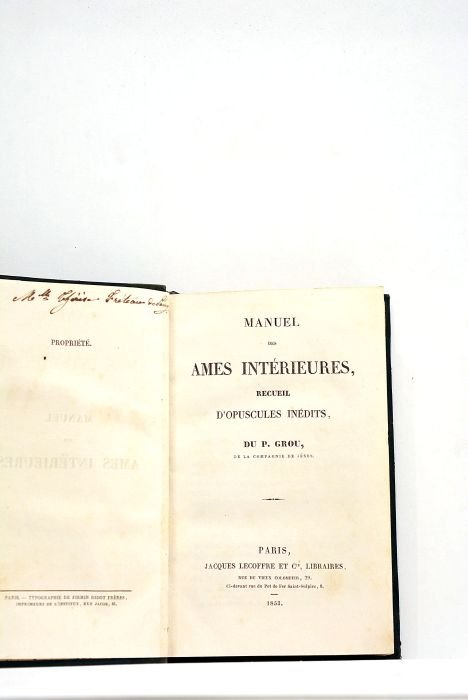 Mlle
PROPRIÉTÉ.
PARIS. — TYPOGRAPHIE DE FIRMIN DIDOT FRÈRES,
IMPRIMEURS DE L'INSTITUT, RUE JACOB, 56.
MANUEL
DES
AMES INTÉRIEURES,
RECUEIL
D'OPUSCULES INÉDITS,
DU P. GROU,
DE LA COMPAGNIE DE JÉSUS.
PARIS,
JACQUES LECOFFRE ET Cie, LIBRAIRES,
RUE DU VIEUX COLOMBIER, 29,
Ci-devant rue du Pot de Fer Saint-Sulpice, 8.
1853.